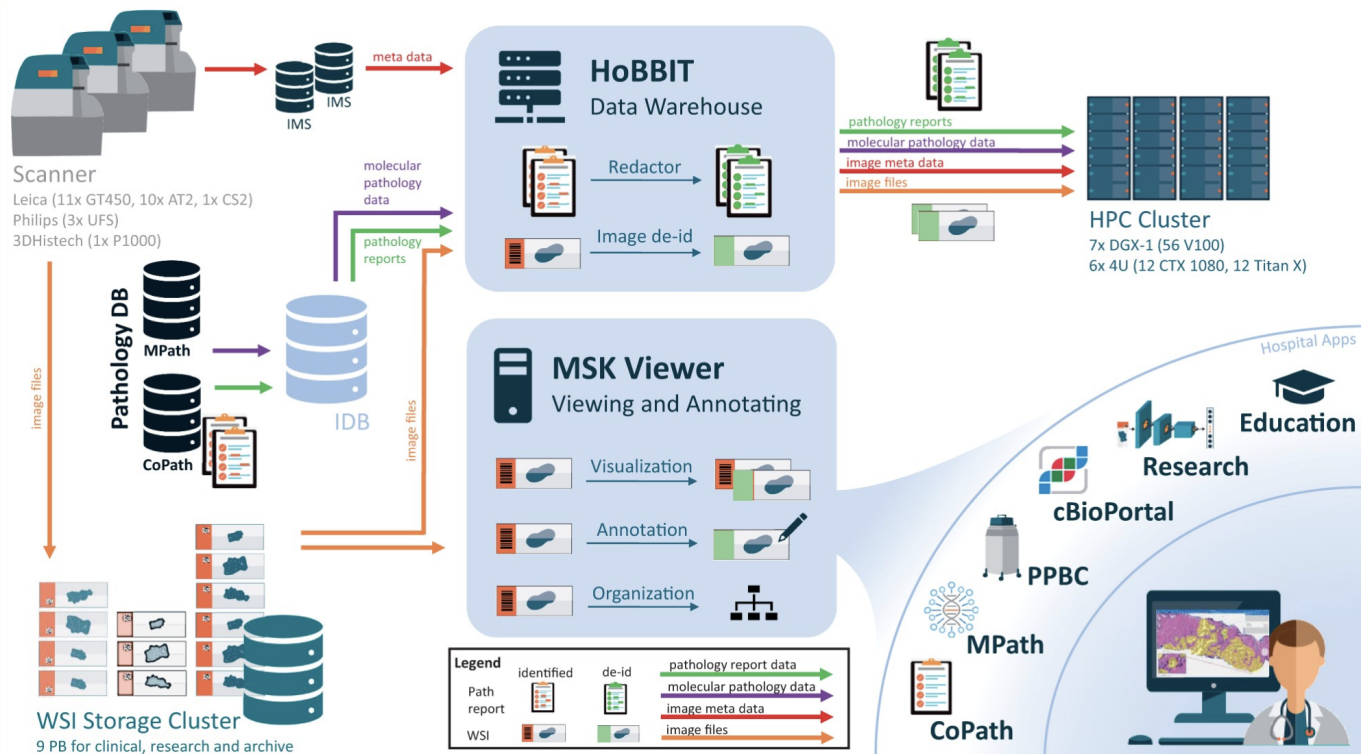 IMS
IMS
meta data
Scanner
Leica (11x GT450, 10x AT2, 1x CS2)
Philips (3x UFS)
3DHistech (1x P1000)
molecular
pathology
data
pathology
reports
image files
Pathology DB
MPath
CoPath
IDB
image files
WSI Storage Cluster
9 PB for clinical, research and archive
HoBBIT
Data Warehouse
Redactor
Image de-id
pathology reports
molecular pathology data
image meta data
image files
HPC Cluster
7x DGX-1 (56 V100)
6x 4U (12 CTX 1080, 12 Titan X)
MSK Viewer
Viewing and Annotating
Visualization
Annotation
Organization
Hospital Apps
Education
Research
cBioPortal
PPBC
MPath
CoPath
Legend
identified
de-id
Path
report
WSI
pathology report data
molecular pathology data
image meta data
image files